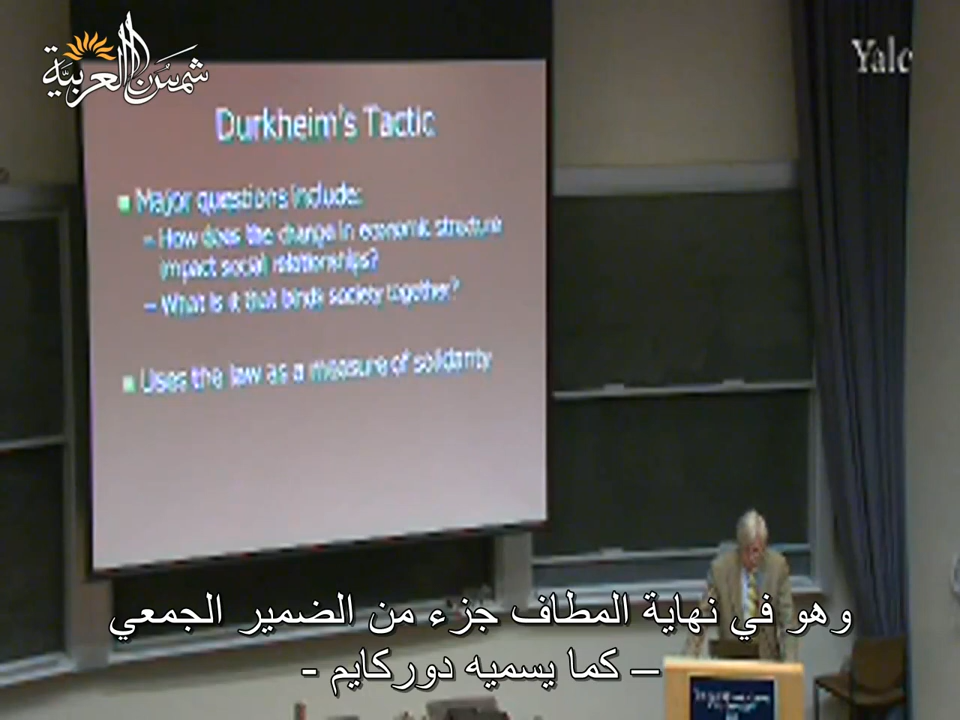 شمس العربية
Yale
Durkheim's Tactic
Major questions include:
– How does the change in economic structure
impact social relationships?
– What is it that binds society together?
Uses the law as a measure of solidarity
وهو في نهاية المطاف جزء من الضمير الجمعي
– كما يسميه دوركايم -